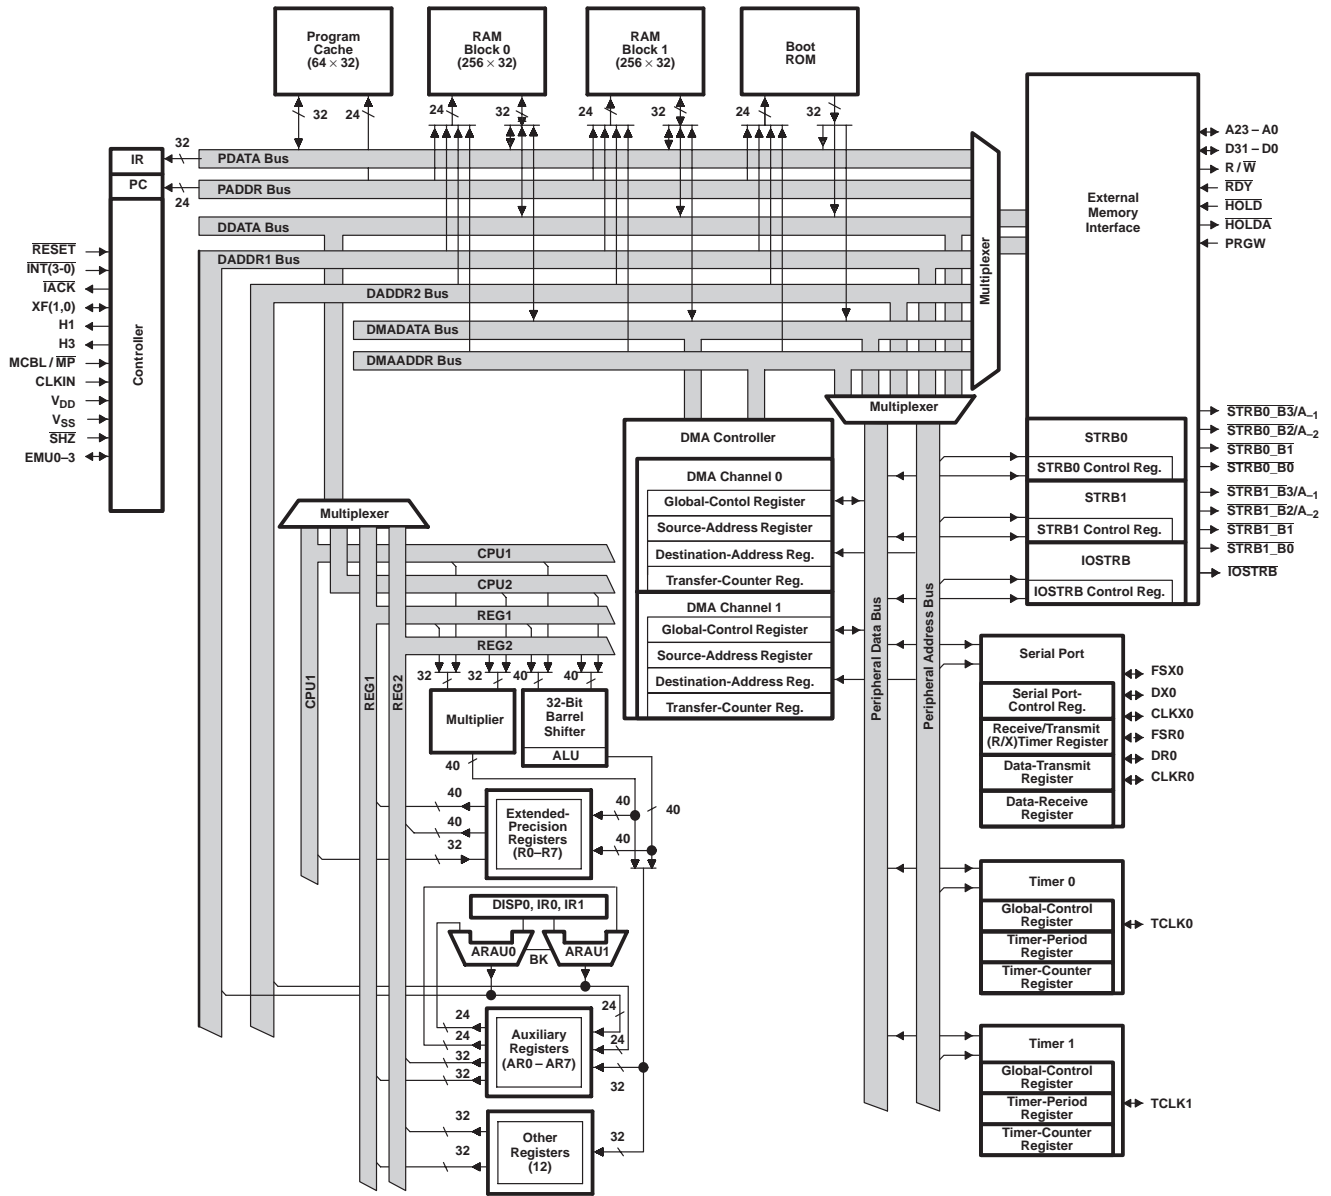 Program
Cache
(64 × 32)
RAM
Block 0
(256 × 32)
RAM
Block 1
(256 × 32)
Boot
ROM
32
24
24
32
24
32
24
32
32
IR
PC
24
PDATA Bus
PADDR Bus
DDATA Bus
DADDR1 Bus
DADDR2 Bus
DMADATA Bus
DMAADDR Bus
Multiplexer
External
Memory
Interface
A23 – A0
D31 – D0
R / W
RDY
HOLD
HOLDA
PRGW
RESET
INT(3-0)
IACK
XF(1,0)
H1
H3
MCBL / MP
CLKIN
VDD
VSS
SHZ
EMU0–3
Controller
Multiplexer
STRB0
STRB0 Control Reg.
STRB1
STRB1 Control Reg.
IOSTRB
IOSTRB Control Reg.
STRB0_B3/A–1
STRB0_B2/A–2
STRB0_B1
STRB0_B0
STRB1_B3/A–1
STRB1_B2/A–2
STRB1_B1
STRB1_B0
IOSTRB
DMA Controller
DMA Channel 0
Global-Contol Register
Source-Address Register
Destination-Address Reg.
Transfer-Counter Reg.
DMA Channel 1
Global-Control Register
Source-Address Register
Destination-Address Reg.
Transfer-Counter Reg.
Peripheral Data Bus
Peripheral Address Bus
Multiplexer
CPU1
CPU2
REG1
REG2
CPU1
REG1
REG2
32
32
40
40
Multiplier
32-Bit
Barrel
Shifter
ALU
40
40
40
40
32
40
40
Extended-
Precision
Registers
(R0–R7)
DISP0, IR0, IR1
ARAU0
BK
ARAU1
24
24
32
32
24
24
32
Auxiliary
Registers
(AR0 – AR7)
32
32
32
Other
Registers
(12)
Serial Port
Serial Port-
Control Reg.
Receive/Transmit
(R/X)Timer Register
Data-Transmit
Register
Data-Receive
Register
FSX0
DX0
CLKX0
FSR0
DR0
CLKR0
Timer 0
Global-Control
Register
Timer-Period
Register
Timer-Counter
Register
TCLK0
Timer 1
Global-Control
Register
Timer-Period
Register
Timer-Counter
Register
TCLK1